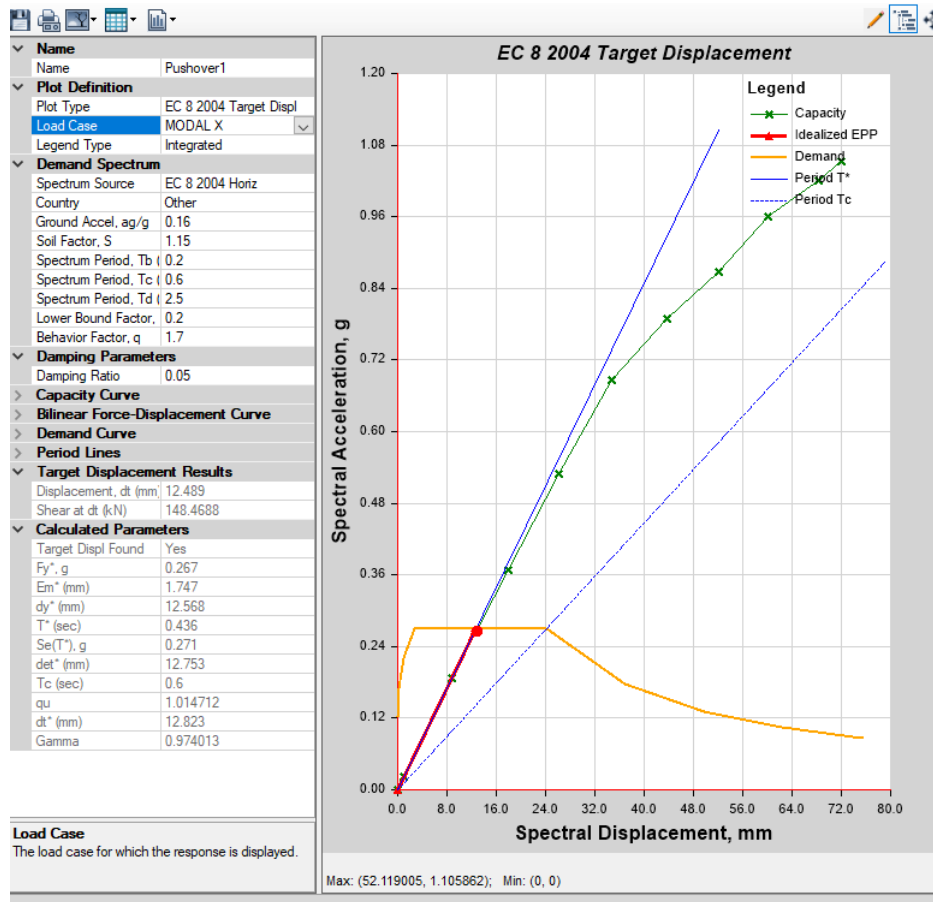 Name
Name Pushover1
Plot Definition
Plot Type EC 8 2004 Target Displ
Load Case MODAL X
Legend Type Integrated
Demand Spectrum
Spectrum Source EC 8 2004 Horiz
Country Other
Ground Accel, ag/g 0.16
Soil Factor, S 1.15
Spectrum Period, Tb ( 0.2
Spectrum Period, Tc ( 0.6
Spectrum Period, Td ( 2.5
Lower Bound Factor, 0.2
Behavior Factor, q 1.7
Damping Parameters
Damping Ratio 0.05
Capacity Curve
Bilinear Force-Displacement Curve
Demand Curve
Period Lines
Target Displacement Results
Displacement, dt (mm) 12.489
Shear at dt (kN) 148.4688
Calculated Parameters
Target Displ Found Yes
Fy*, g 0.267
Em* (mm) 1.747
dy* (mm) 12.568
T* (sec) 0.436
Se(T*), g 0.271
det* (mm) 12.753
Tc (sec) 0.6
qu 1.014712
dt* (mm) 12.823
Gamma 0.974013
Load Case
The load case for which the response is displayed.
EC 8 2004 Target Displacement
Legend
Capacity
Idealized EPP
Demand
Period T*
Period Tc
Spectral Acceleration, g
1.20
1.08
0.96
0.84
0.72
0.60
0.48
0.36
0.24
0.12
0.00
0.0 8.0 16.0 24.0 32.0 40.0 48.0 56.0 64.0 72.0 80.0
Spectral Displacement, mm
Max: (52.119005, 1.105862); Min: (0, 0)